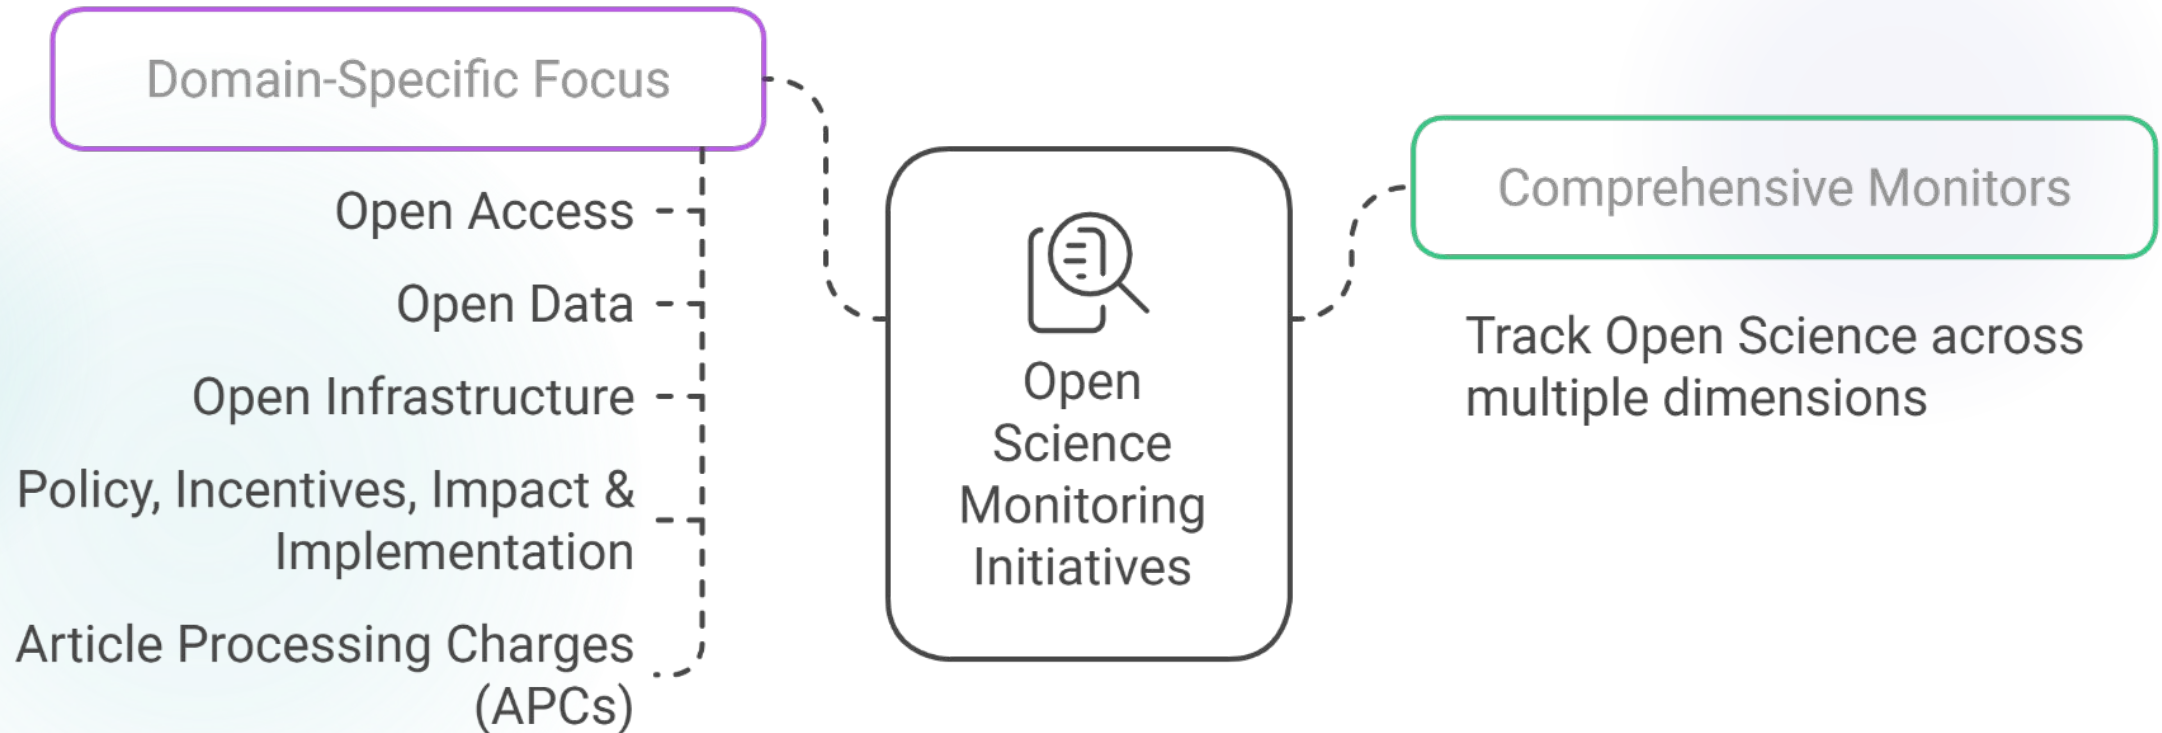 Domain-Specific Focus
Open Access
Open Data
Open Infrastructure
Policy, Incentives, Impact &
Implementation
Article Processing Charges
(APCs)
Open
Science
Monitoring
Initiatives
Comprehensive Monitors
Track Open Science across
multiple dimensions